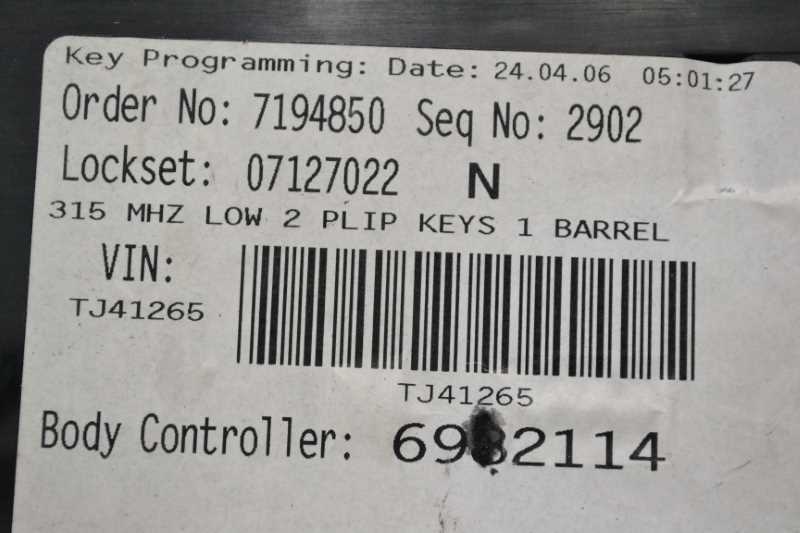 Key Programming: Date: 24.04.06 05:01:27
Order No: 7194850 Seq No: 2902
Lockset: 07127022 N
315 MHZ LOW 2 PLIP KEYS 1 BARREL
VIN:
TJ41265
TJ41265
Body Controller: